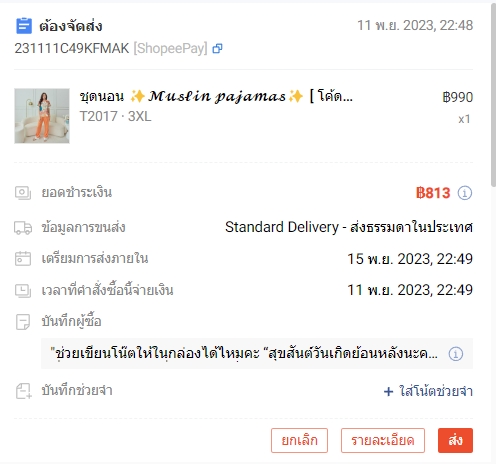 ต้องจัดส่ง 11 พ.ย. 2023, 22:48
231111C49KFMAK [ShopeePay]
ชุดนอน ✨𝓜𝓾𝓼𝓵𝓲𝓷 𝓹𝓪𝓳𝓪𝓶𝓪𝓼✨ [ โค้ด... ฿990
T2017 · 3XL x1
ยอดชำระเงิน ฿813
ข้อมูลการขนส่ง Standard Delivery - ส่งธรรมดาในประเทศ
เตรียมการส่งภายใน 15 พ.ย. 2023, 22:49
เวลาที่คำสั่งซื้อนี้จ่ายเงิน 11 พ.ย. 2023, 22:49
บันทึกผู้ซื้อ
"ช่วยเขียนโน๊ตให้ในกล่องได้ไหมคะ “สุขสันต์วันเกิดย้อนหลังนะค...
บันทึกช่วยจำ + ใส่โน้ตช่วยจำ
ยกเลิก รายละเอียด ส่ง